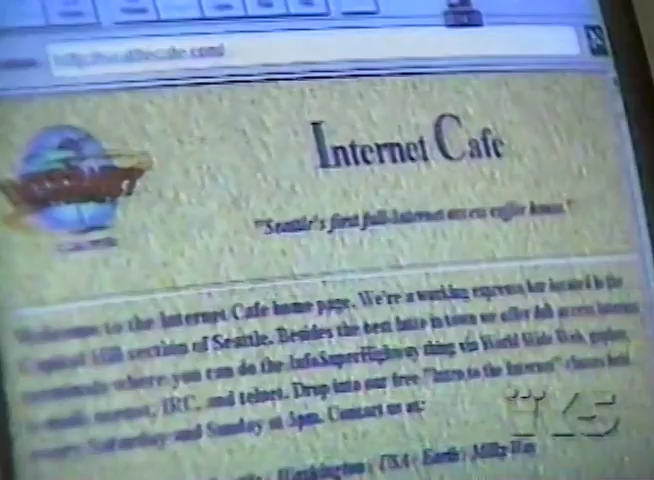 Internet Cafe
"Seattle's first full-Internet access coffee house."
Welcome to the Internet Cafe home page. We're a working espresso bar located in the
Capitol Hill section of Seattle. Besides the best latte in town we offer full access Internet
where you can do the InfoSuperHighway thing via World Wide Web, gopher,
e-mail, usenet, IRC, and telnet. Drop into our free "Intro to the Internet" classes held
every Saturday and Sunday at 3pm. Contact us at:
Washington : USA : Earth : Milky Way